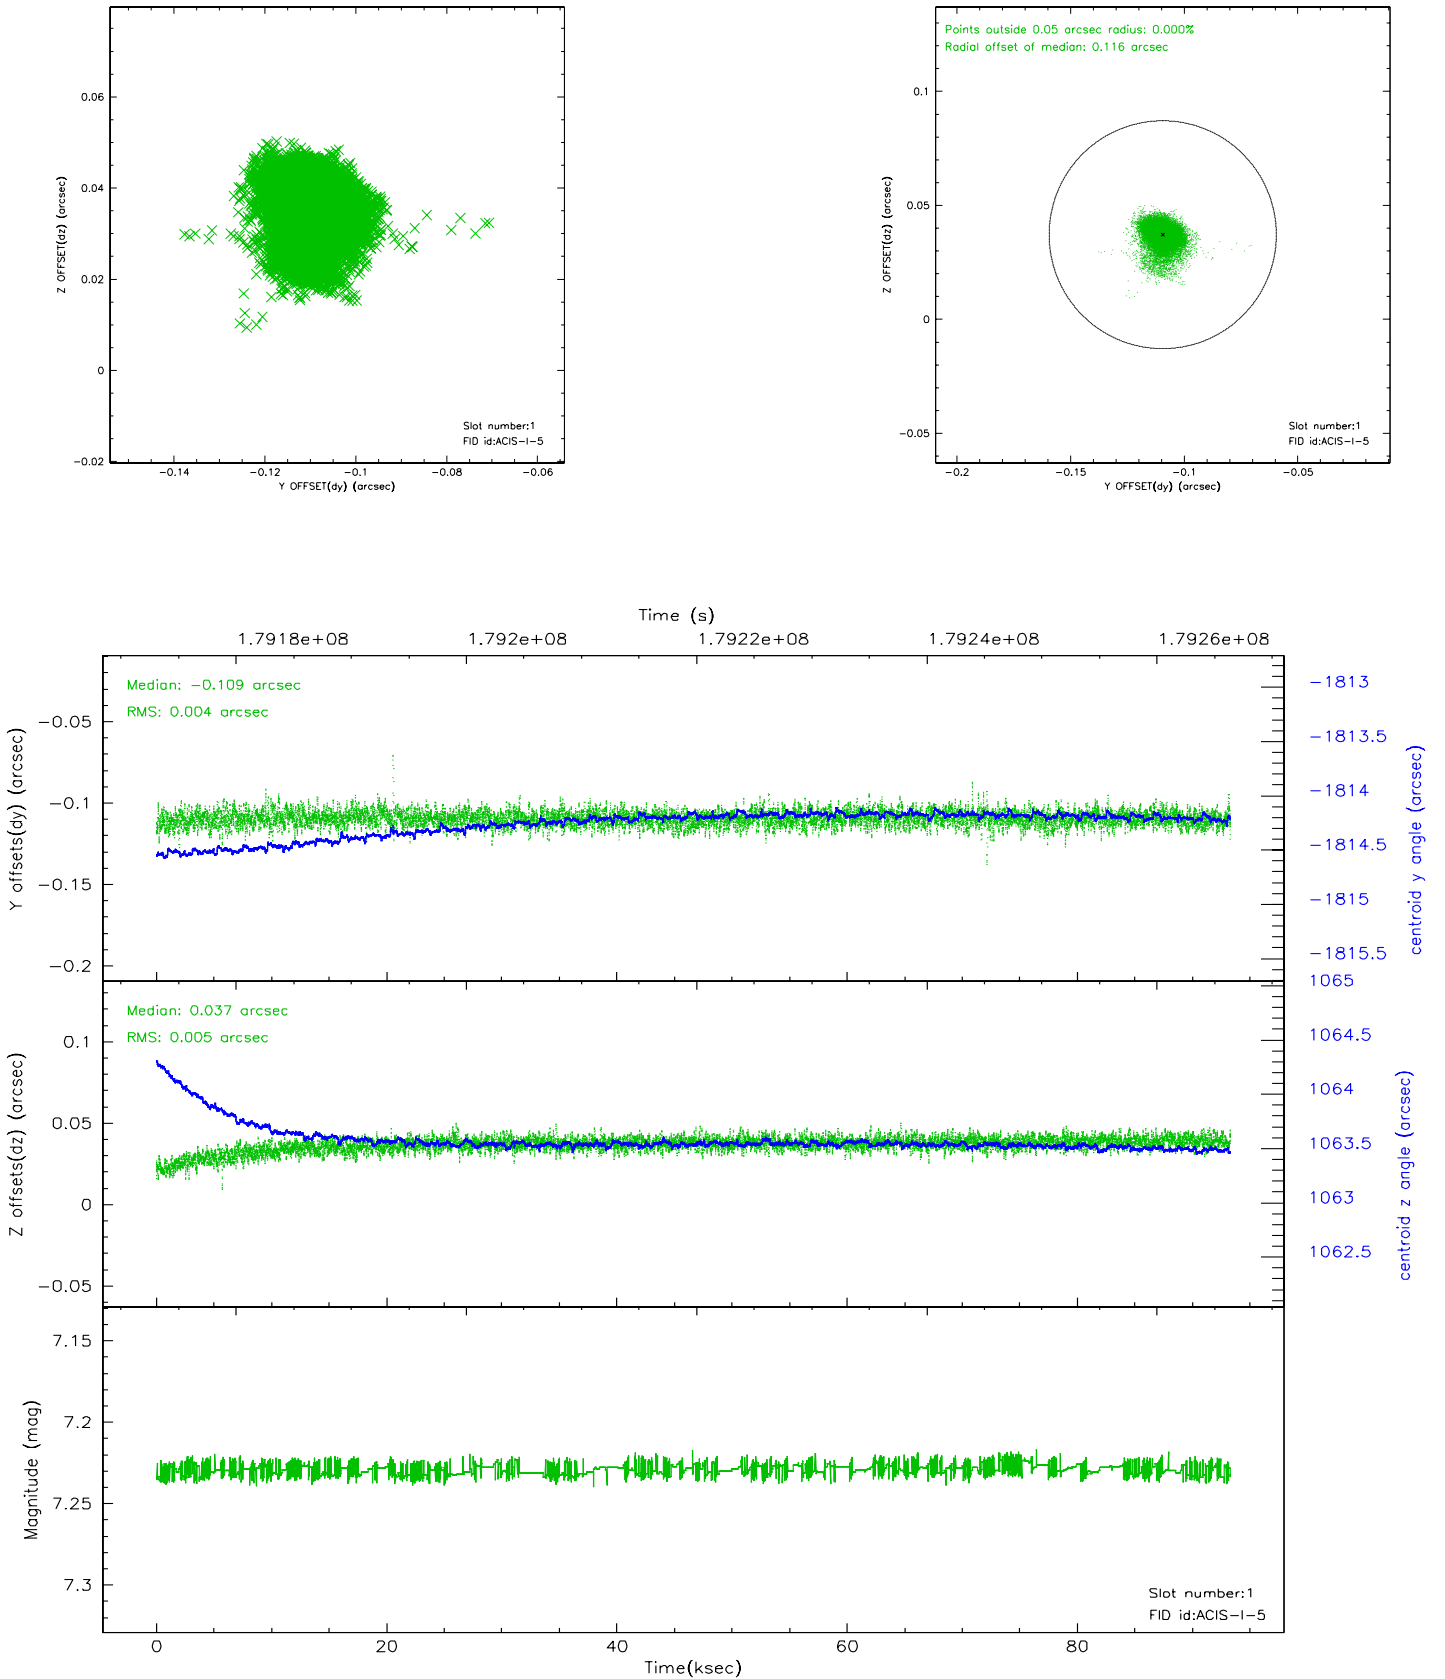 0.06
0.04
0.02
0
-0.02
Z OFFSET(dz) (arcsec)
Slot number:1
FID id:ACIS-I-5
-0.14
-0.12
-0.1
-0.08
-0.06
Y OFFSET(dy) (arcsec)
Points outside 0.05 arcsec radius: 0.000%
Radial offset of median: 0.116 arcsec
0.1
0.05
0
-0.05
Z OFFSET(dz) (arcsec)
Slot number:1
FID id:ACIS-I-5
-0.2
-0.15
-0.1
-0.05
Y OFFSET(dy) (arcsec)
Time (s)
1.7918e+08
1.792e+08
1.7922e+08
1.7924e+08
1.7926e+08
Median: -0.109 arcsec
RMS: 0.004 arcsec
-0.05
-0.1
-0.15
-0.2
Y offsets(dy) (arcsec)
-1813
-1813.5
-1814
-1814.5
-1815
-1815.5
centroid y angle (arcsec)
Median: 0.037 arcsec
RMS: 0.005 arcsec
0.1
0.05
0
-0.05
Z offsets(dz) (arcsec)
1065
1064.5
1064
1063.5
1063
1062.5
centroid z angle (arcsec)
7.15
7.2
7.25
7.3
Magnitude (mag)
Slot number:1
FID id:ACIS-I-5
0
20
40
60
80
Time(ksec)